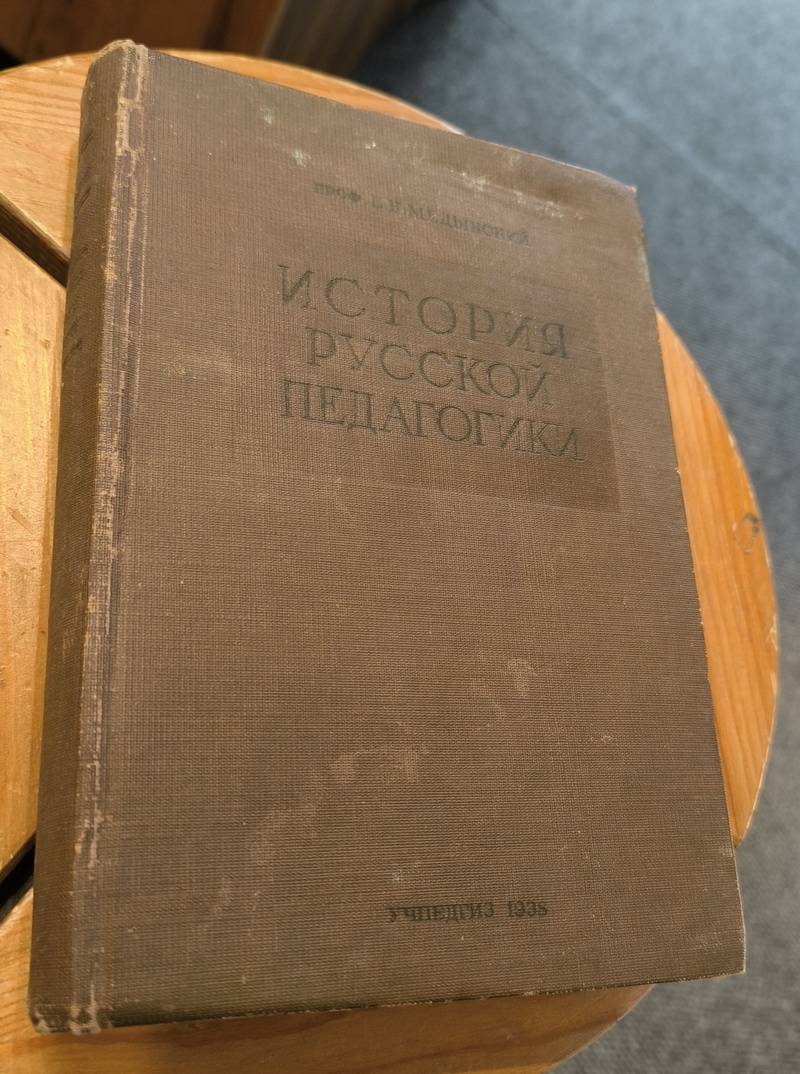 ПРОФ. Е. Н. МЕДЫНСКИЙ
ИСТОРИЯ
РУССКОЙ
ПЕДАГОГИКИ
УЧПЕДГИЗ 1938